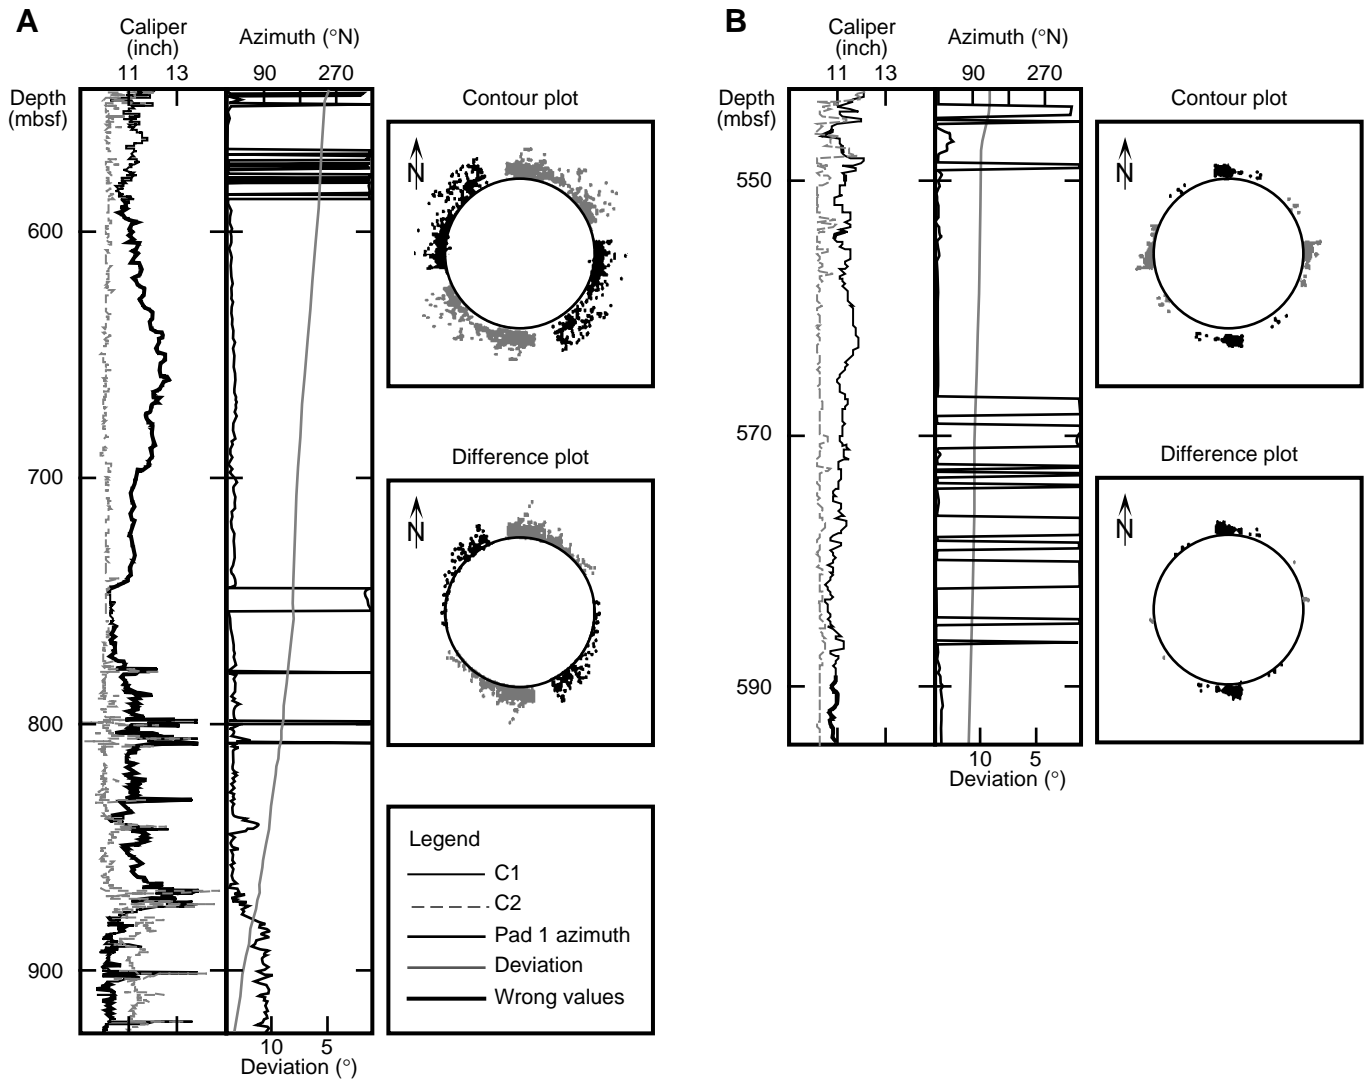 A
Caliper
(inch)
Azimuth (°N)
11 13
90 270
Depth
(mbsf)
600
700
800
900
10 5
Deviation (°)
Contour plot
N
Difference plot
N
Legend
C1
C2
Pad 1 azimuth
Deviation
Wrong values
B
Caliper
(inch)
Azimuth (°N)
11 13
90 270
Depth
(mbsf)
550
570
590
10 5
Deviation (°)
Contour plot
N
Difference plot
N